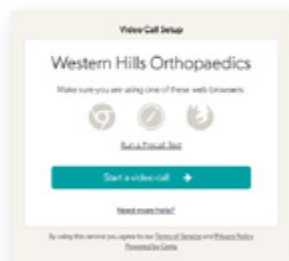 Video Call Setup
Western Hills Orthopaedics
Make sure you are using one of these web browsers:
Run a Precall Test
Start a video call
Need more help?
By using this service you agree to our Terms of Service and Privacy Policy
Powered by